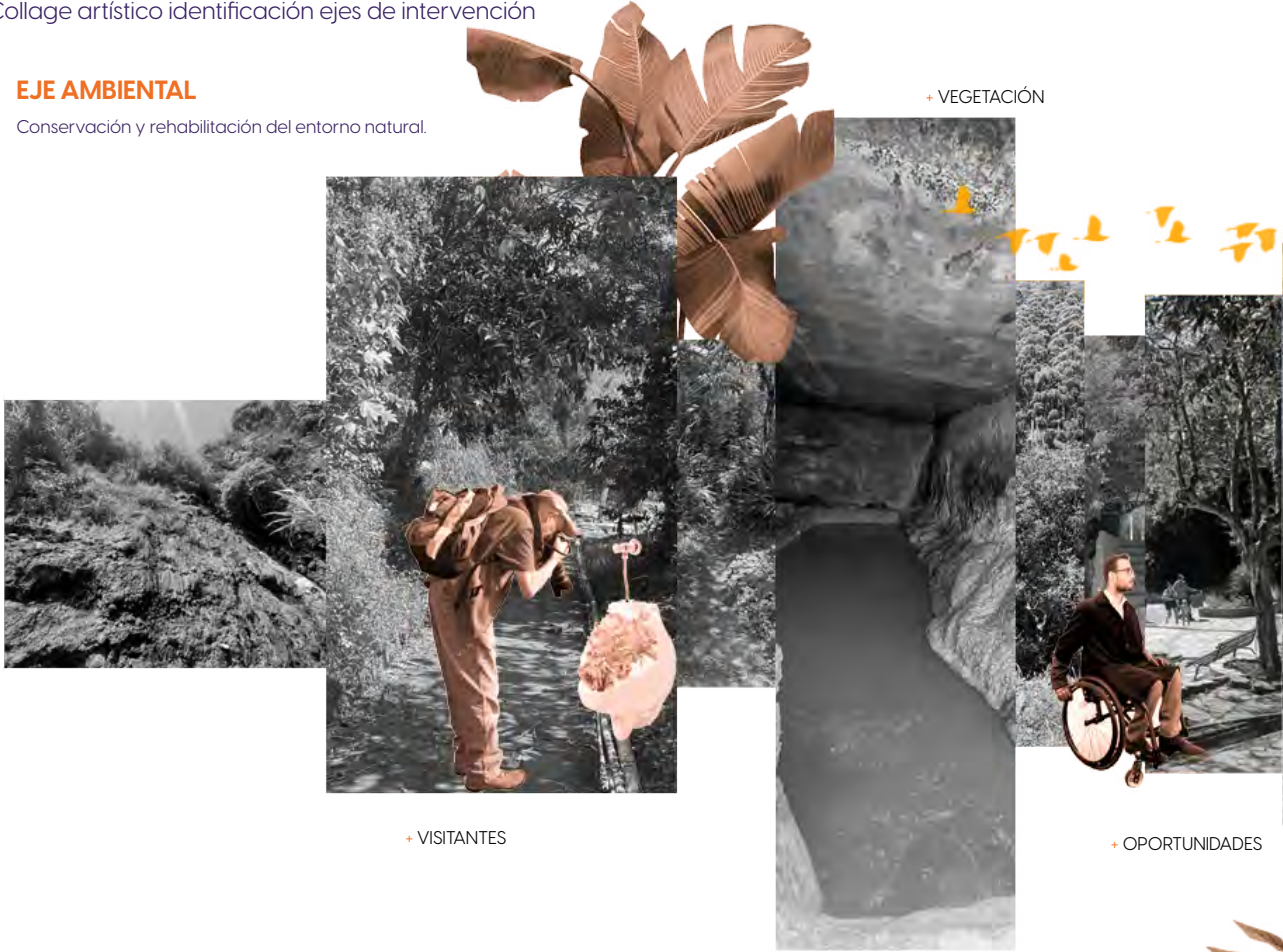 Collage artístico identificación ejes de intervención
EJE AMBIENTAL
Conservación y rehabilitación del entorno natural.
+ VEGETACIÓN
+ VISITANTES
+ OPORTUNIDADES